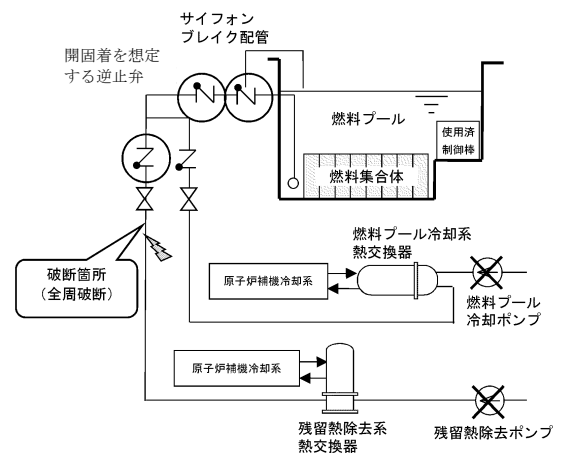 サイフォン
ブレイク配管
開固着を想定
する逆止弁
燃料プール
使用済
制御棒
燃料集合体
燃料プール冷却系
熱交換器
破断箇所
（全周破断）
原子炉補機冷却系
燃料プール
冷却ポンプ
原子炉補機冷却系
残留熱除去系
熱交換器
残留熱除去ポンプ